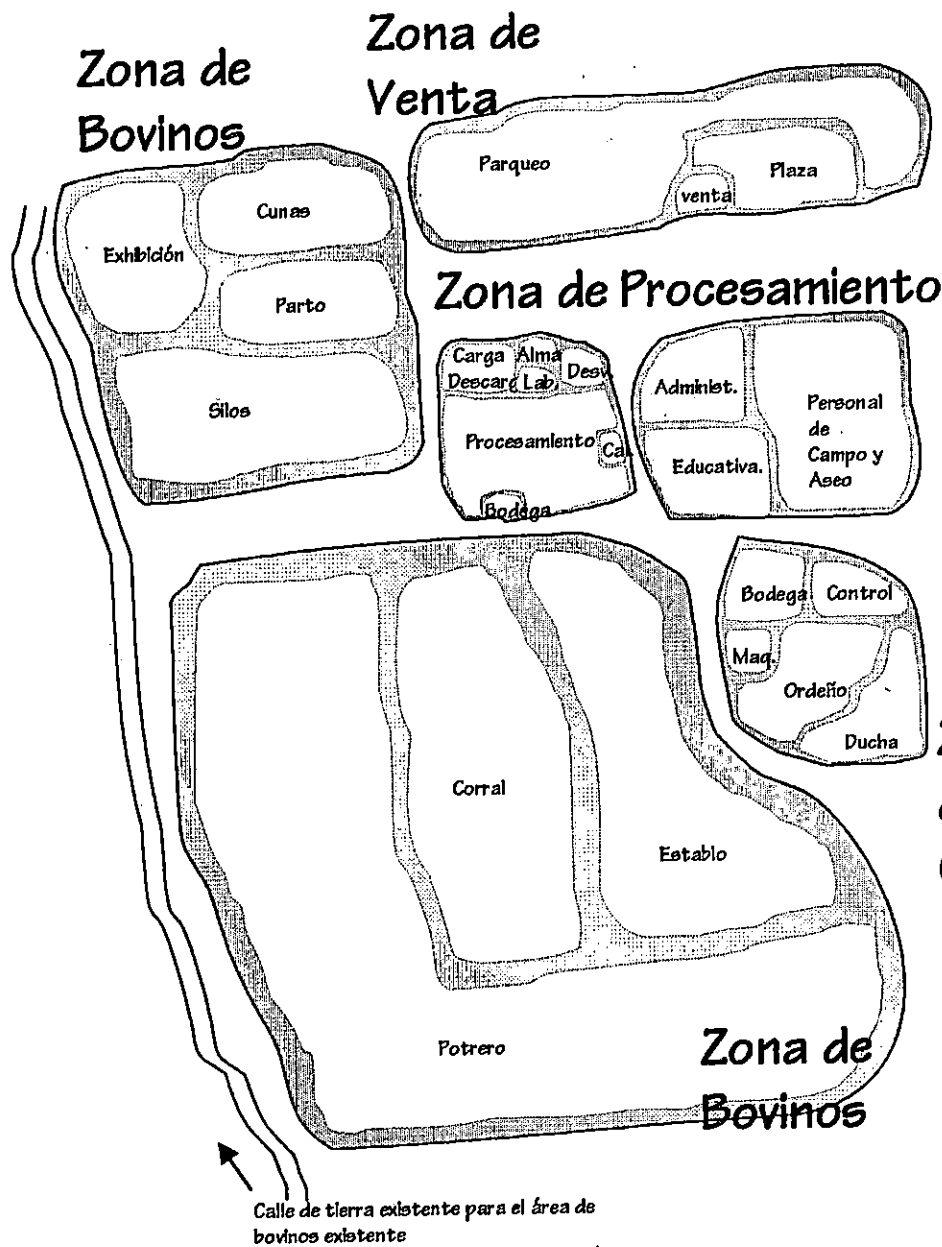 Zona de
Bovinos
Zona de
Venta
Parqueo
venta
Plaza
Exhibición
Cunas
Parto
Silos
Zona de Procesamiento
Carga
Descarg
Alma
Lab.
Desv.
Procesamiento
Ca.
Bodega
Administ.
Educativa.
Personal
de
Campo y
Aseo
Bodega
Control
Maq.
Ordeño
Ducha
Corral
Establo
Potrero
Zona de
Bovinos
Calle de tierra existente para el área de
bovinos existente